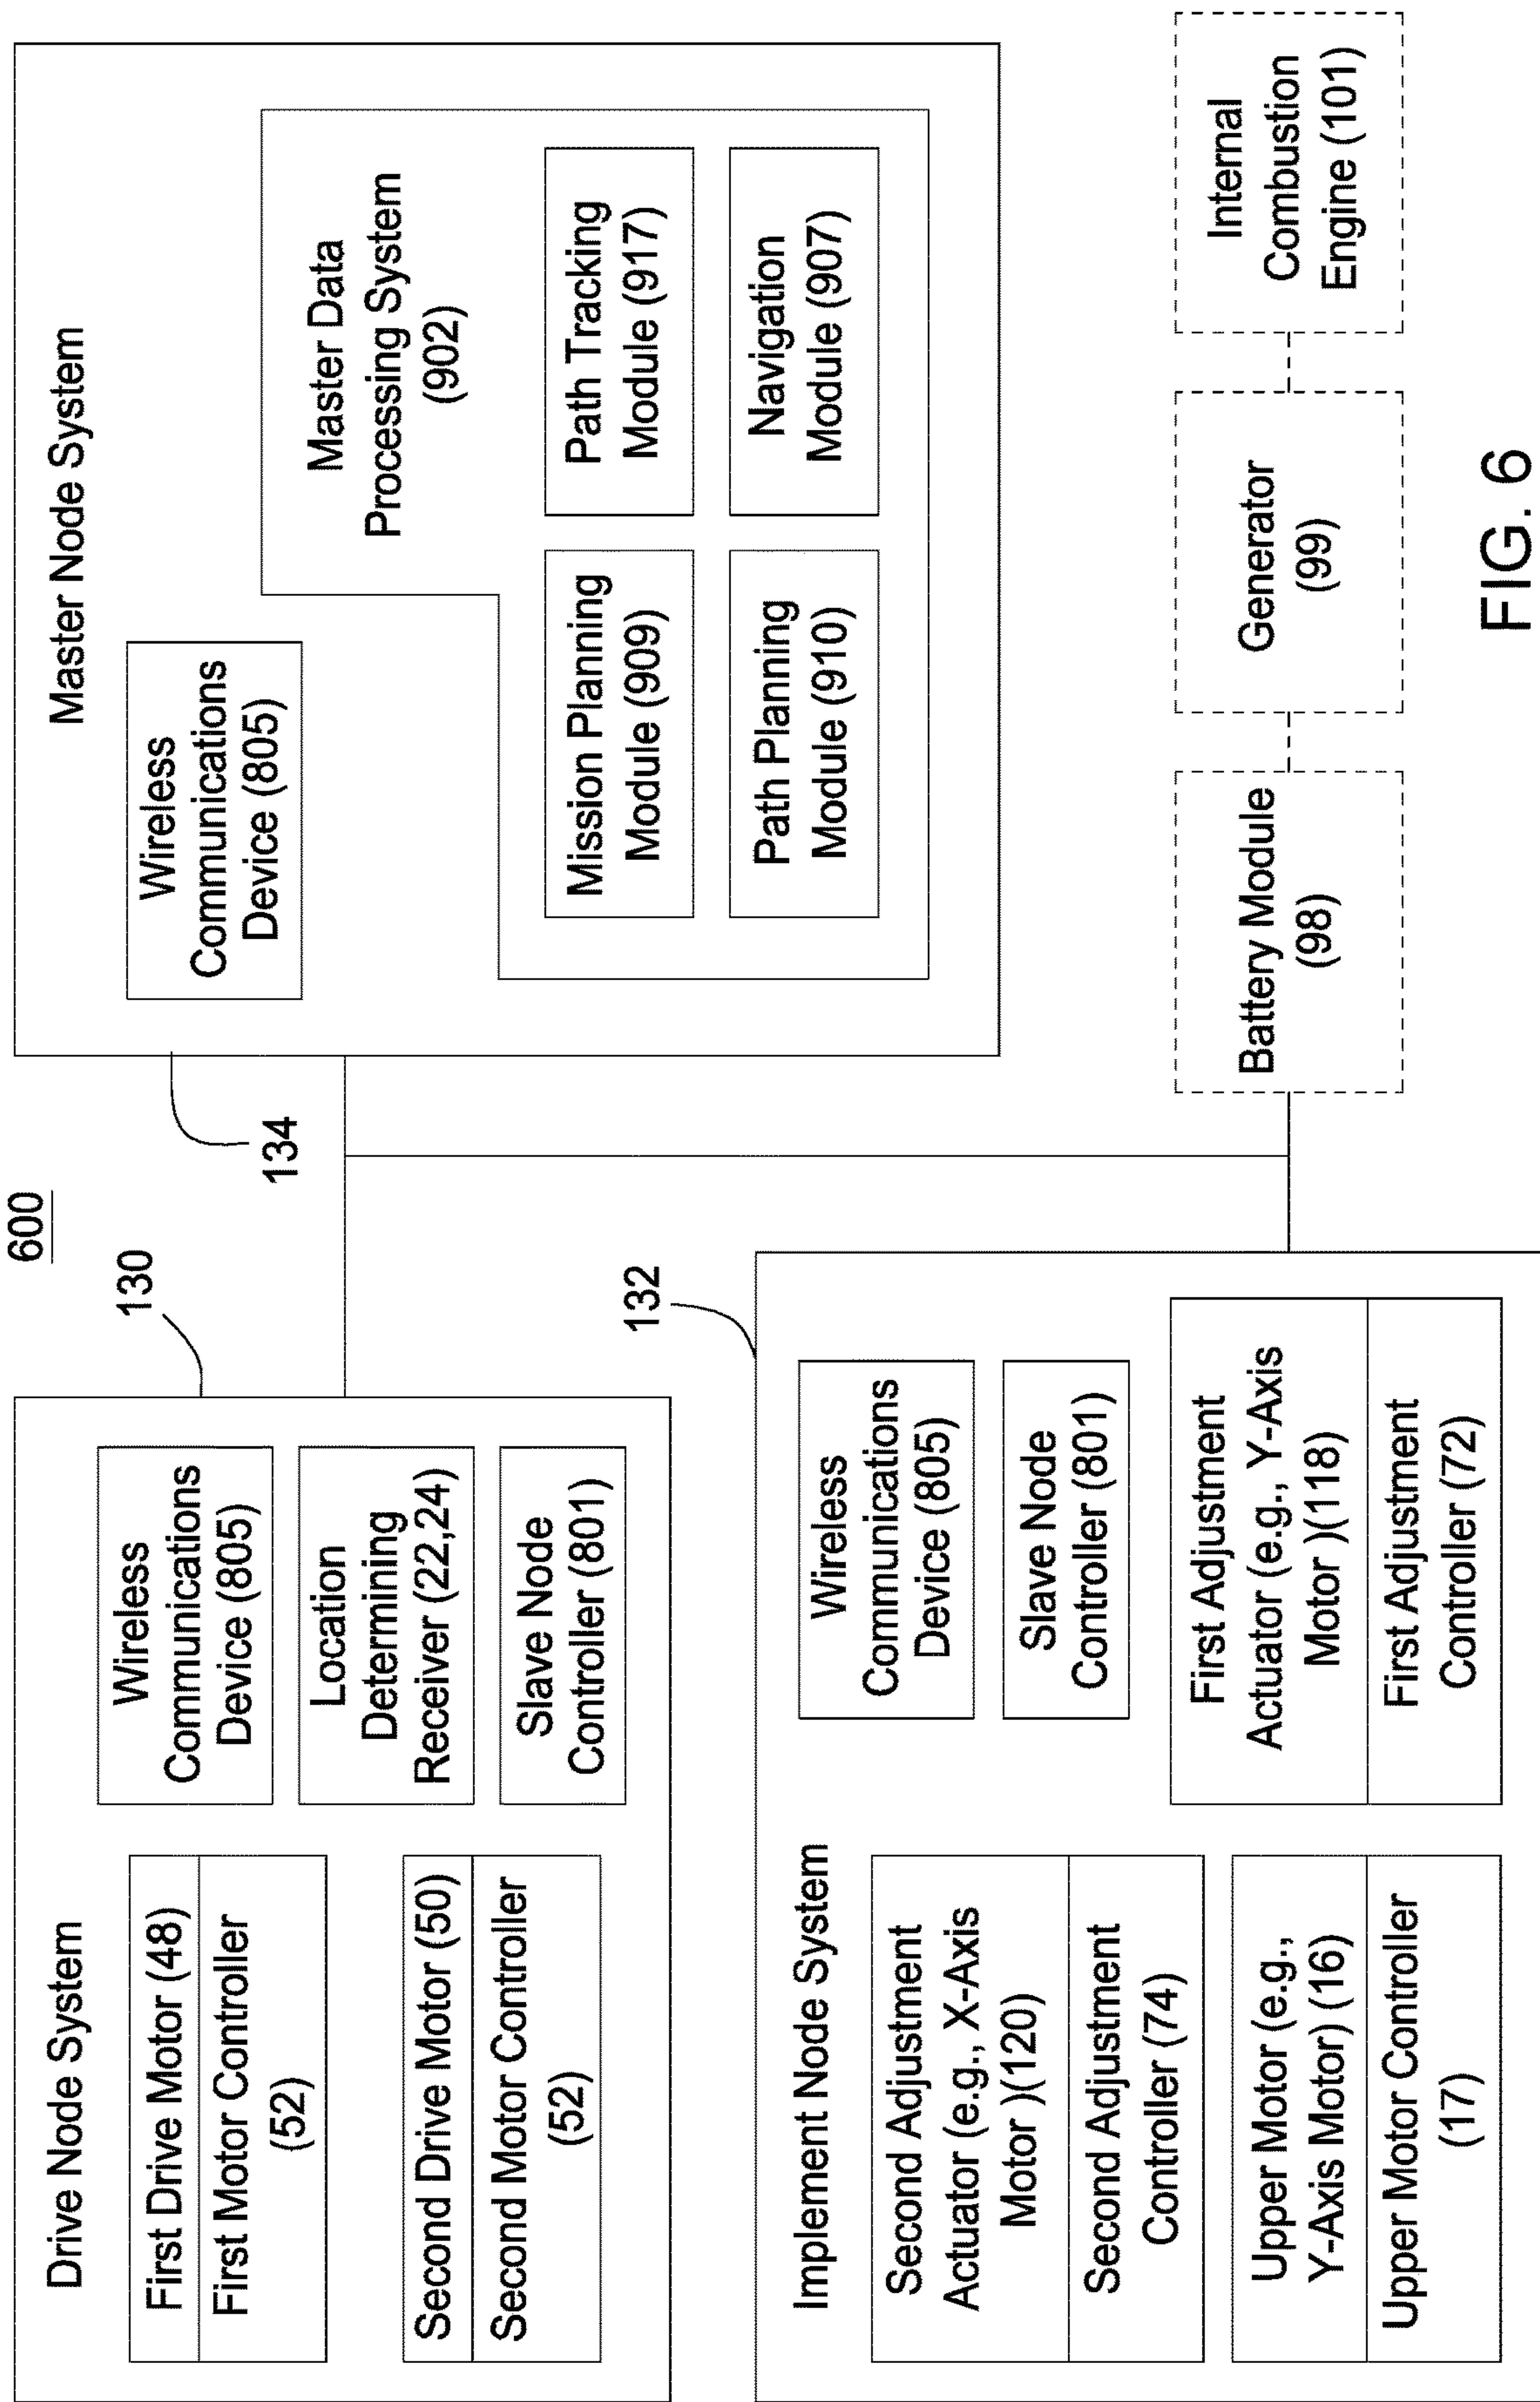 600
Drive Node System
First Drive Motor (48)
First Motor Controller
(52)
Second Drive Motor (50)
Second Motor Controller
(52)
Wireless
Communications
Device (805)
Location
Determining
Receiver (22,24)
Slave Node
Controller (801)
130
134
Master Node System
Wireless
Communications
Device (805)
Master Data
Processing System
(902)
Mission Planning
Module (909)
Path Tracking
Module (917)
Path Planning
Module (910)
Navigation
Module (907)
132
Implement Node System
Second Adjustment
Actuator (e.g., X-Axis
Motor )(120)
Second Adjustment
Controller (74)
Upper Motor (e.g.,
Y-Axis Motor) (16)
Upper Motor Controller
(17)
Wireless
Communications
Device (805)
Slave Node
Controller (801)
First Adjustment
Actuator (e.g., Y-Axis
Motor )(118)
First Adjustment
Controller (72)
Battery Module
(98)
Generator
(99)
Internal
Combustion
Engine (101)
FIG. 6